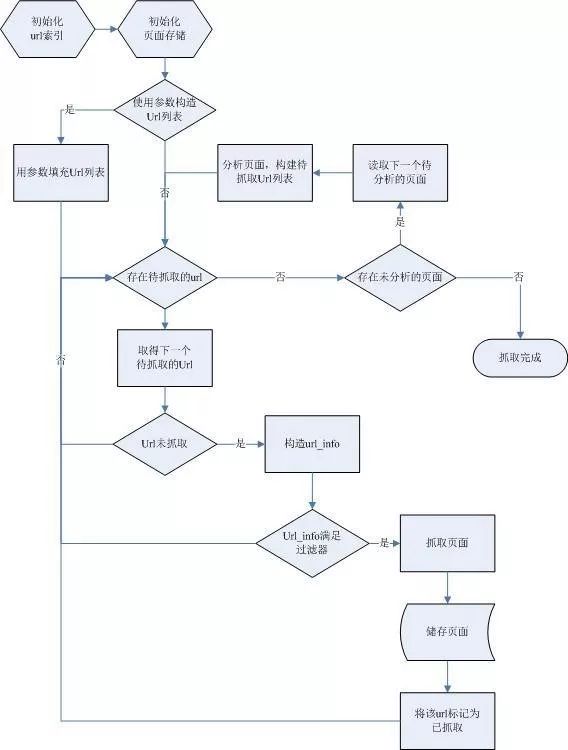 初始化
url索引
初始化
页面存储
使用参数构造
Url列表
是
用参数填充Url列表
分析页面，构建待
抓取Url列表
读取下一个待
分析的页面
否
是
存在待抓取的url
否
存在未分析的页面
否
抓取完成
取得下一个
待抓取的Url
否
Url未抓取
是
构造url_info
Url_info满足
过滤器
是
抓取页面
储存页面
将该url标记为
已抓取